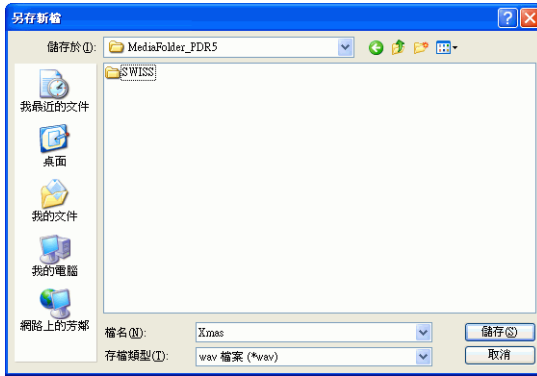 另存新檔
儲存於(I):
MediaFolder_PDR5
SWISS
我最近的文件
桌面
我的文件
我的電腦
網路上的芳鄰
檔名(N):
Xmas
儲存(S)
存檔類型(T):
wav 檔案 (*wav)
取消